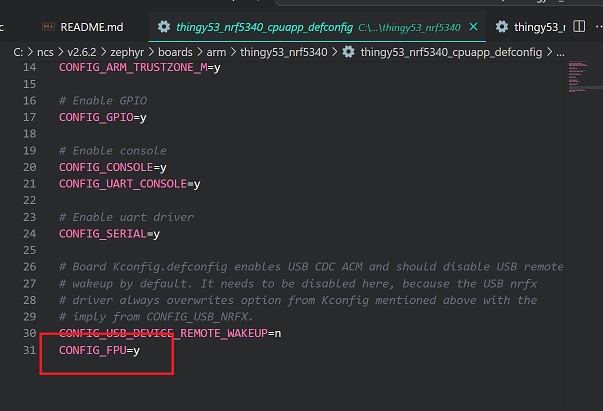 README.md
thingy53_nrf5340_cpuapp_defconfig C:\...\thingy53_nrf5340
C: > ncs > v2.6.2 > zephyr > boards > arm > thingy53_nrf5340 > thingy53_nrf5340_cpuapp_defconfig > ...
14 CONFIG_ARM_TRUSTZONE_M=y
15
16 # Enable GPIO
17 CONFIG_GPIO=y
18
19 # Enable console
20 CONFIG_CONSOLE=y
21 CONFIG_UART_CONSOLE=y
22
23 # Enable uart driver
24 CONFIG_SERIAL=y
25
26 # Board Kconfig.defconfig enables USB CDC ACM and should disable USB remote
27 # wakeup by default. It needs to be disabled here, because the USB nrfx
28 # driver always overwrites option from Kconfig mentioned above with the
29 # imply from CONFIG_USB_NRFX.
30 CONFIG_USB_DEVICE_REMOTE_WAKEUP=n
31 CONFIG_FPU=y